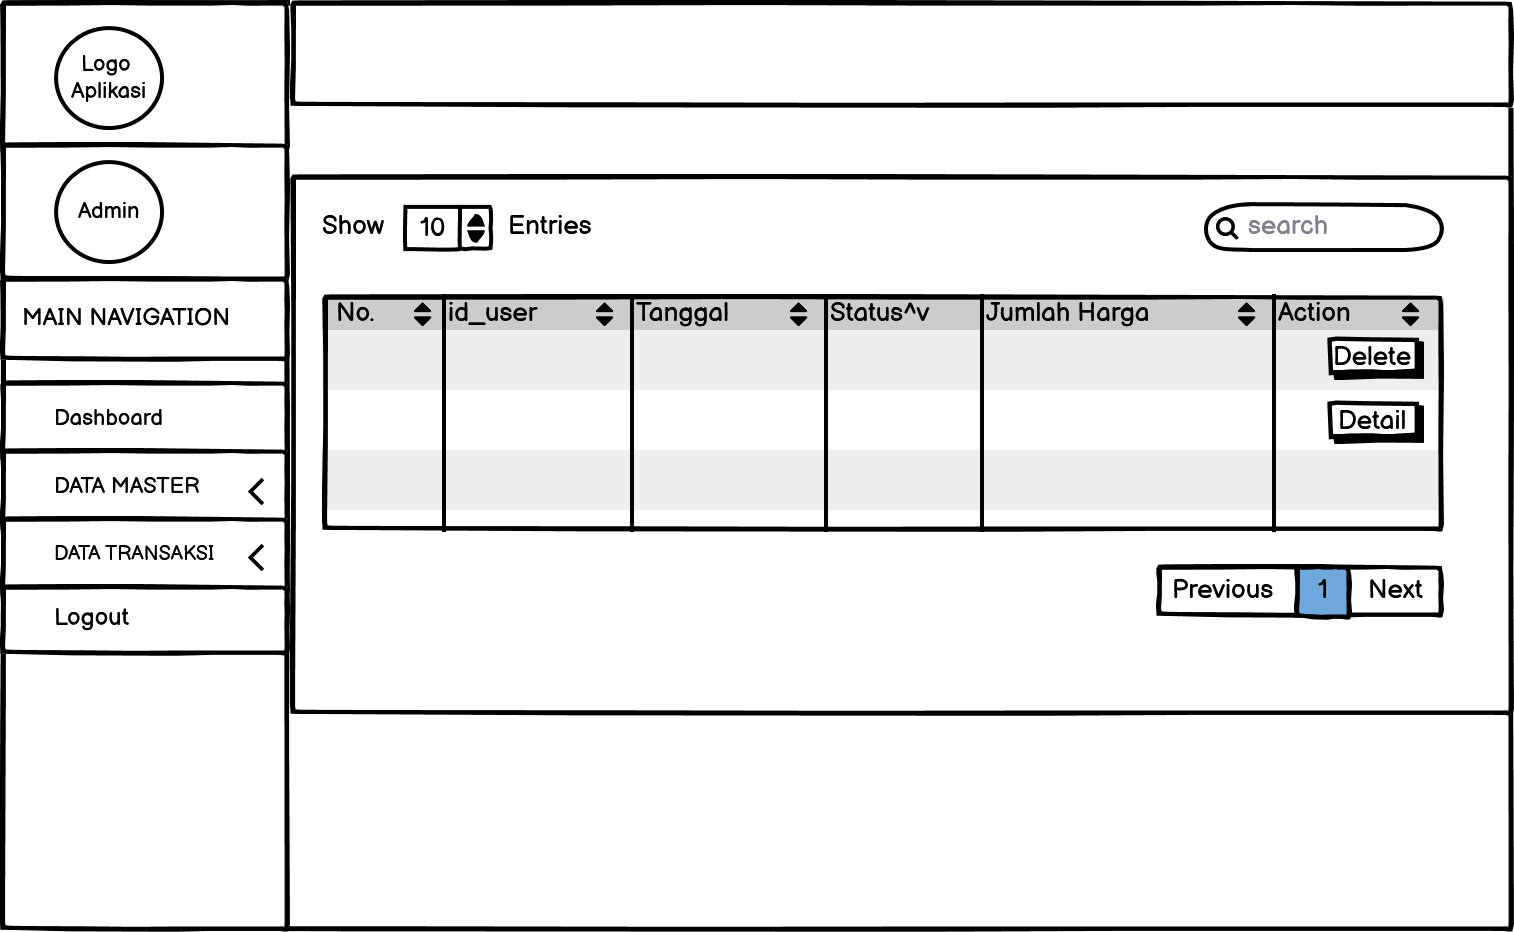 Logo
Aplikasi
Admin
MAIN NAVIGATION
Dashboard
DATA MASTER
DATA TRANSAKSI
Logout
Show 10 Entries
search
No. id_user Tanggal Status^v Jumlah Harga Action
Delete
Detail
Previous 1 Next